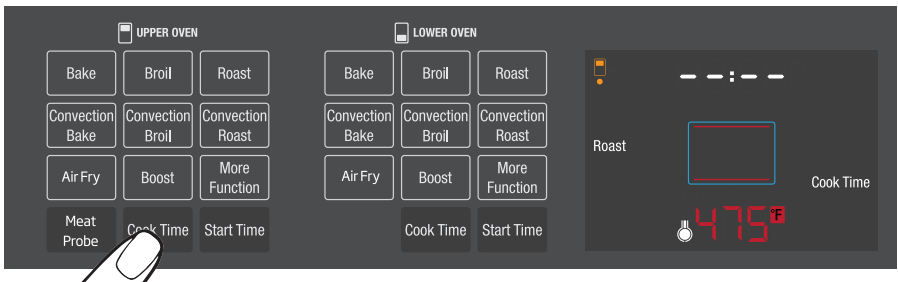 UPPER OVEN
Bake
Broil
Roast
Convection
Bake
Convection
Broil
Convection
Roast
Air Fry
Boost
More
Function
Meat
Probe
Cook Time
Start Time
LOWER OVEN
Bake
Broil
Roast
Convection
Bake
Convection
Broil
Convection
Roast
Air Fry
Boost
More
Function
Cook Time
Start Time
--:--
Roast
Cook Time
475°F